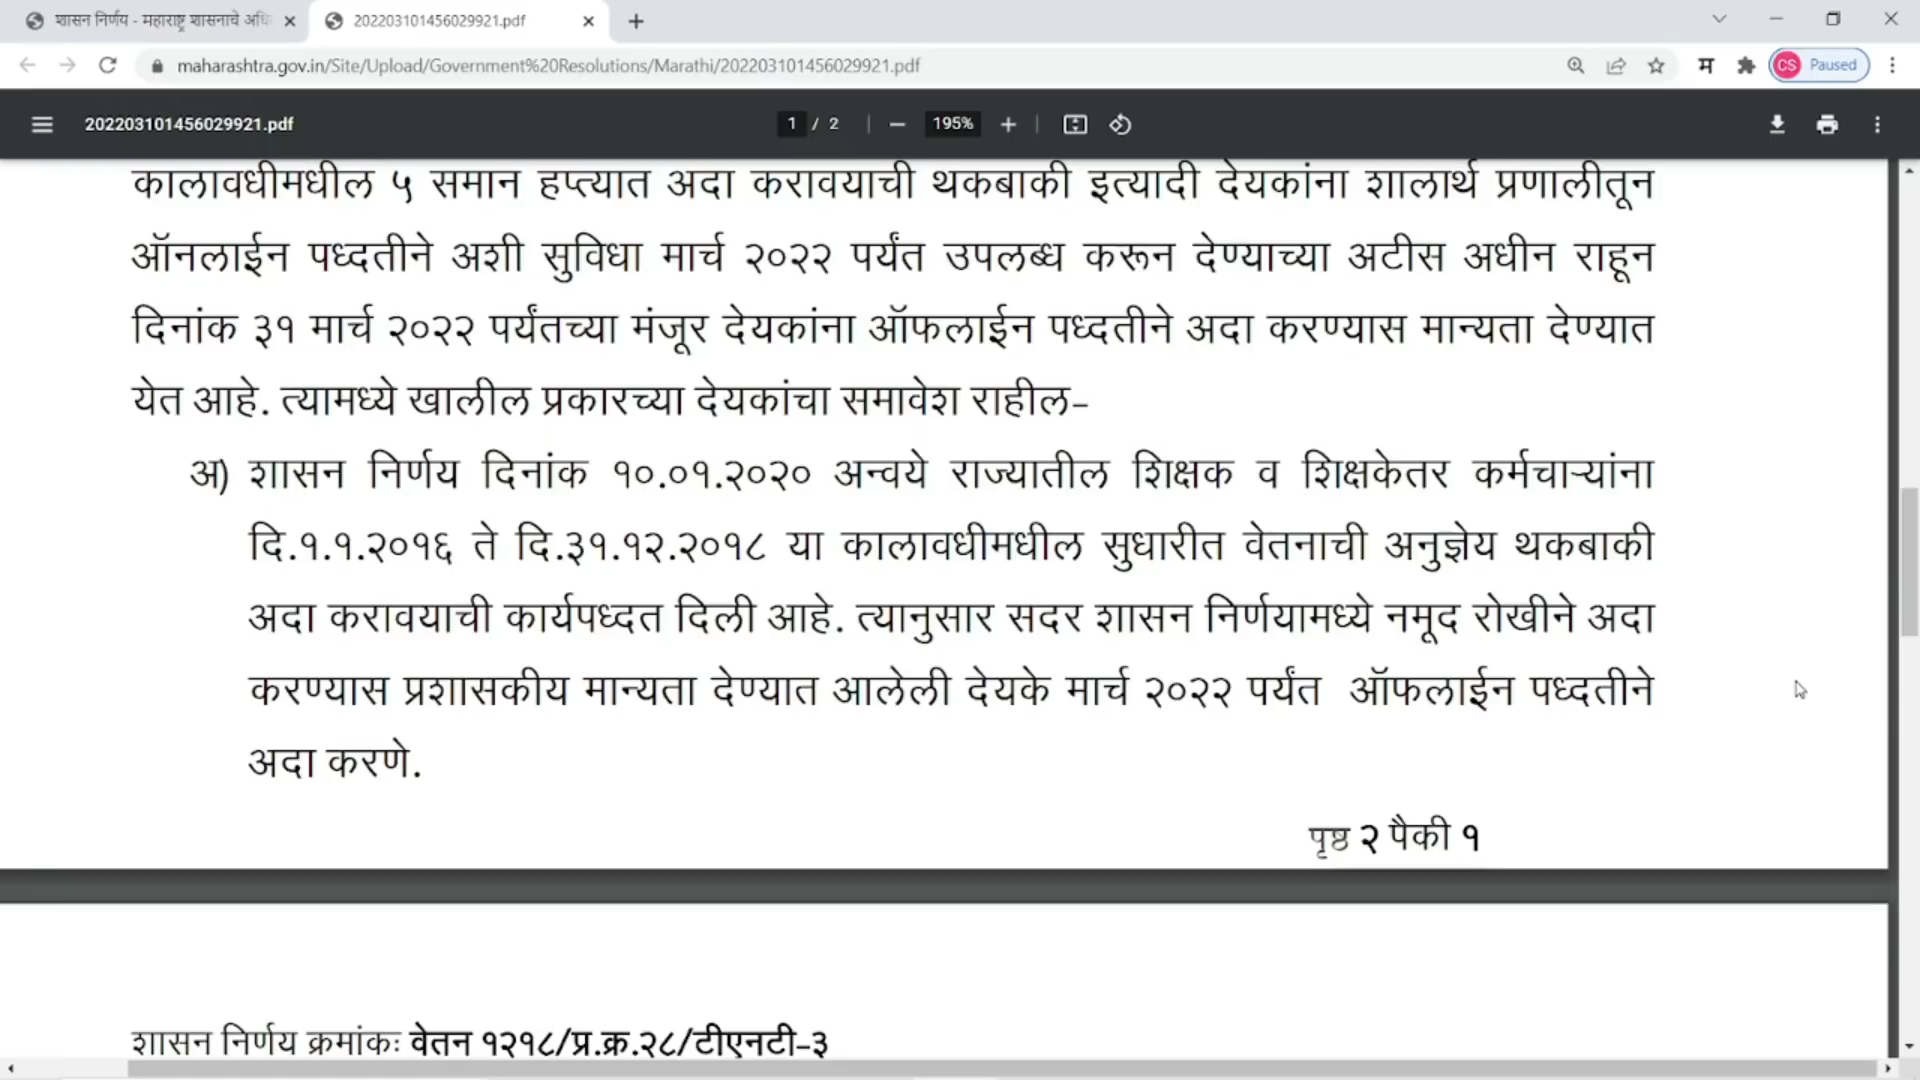 शासन निर्णय - महाराष्ट्र शासनाचे अधि
202203101456029921.pdf
maharashtra.gov.in/Site/Upload/Government%20Resolutions/Marathi/202203101456029921.pdf
CS Paused
202203101456029921.pdf
1 / 2
195%
कालावधीमधील ५ समान हप्त्यात अदा करावयाची थकबाकी इत्यादी देयकांना शालार्थ प्रणालीतून
ऑनलाईन पध्दतीने अशी सुविधा मार्च २०२२ पर्यंत उपलब्ध करून देण्याच्या अटीस अधीन राहून
दिनांक ३१ मार्च २०२२ पर्यंतच्या मंजूर देयकांना ऑफलाईन पध्दतीने अदा करण्यास मान्यता देण्यात
येत आहे. त्यामध्ये खालील प्रकारच्या देयकांचा समावेश राहील-
अ) शासन निर्णय दिनांक १०.०१.२०२० अन्वये राज्यातील शिक्षक व शिक्षकेतर कर्मचाऱ्यांना
दि.१.१.२०१६ ते दि.३१.१२.२०१८ या कालावधीमधील सुधारीत वेतनाची अनुज्ञेय थकबाकी
अदा करावयाची कार्यपध्दत दिली आहे. त्यानुसार सदर शासन निर्णयामध्ये नमूद रोखीने अदा
करण्यास प्रशासकीय मान्यता देण्यात आलेली देयके मार्च २०२२ पर्यंत ऑफलाईन पध्दतीने
अदा करणे.
पृष्ठ २ पैकी १
शासन निर्णय क्रमांकः वेतन १२१८/प्र.क्र.२८/टीएनटी-३